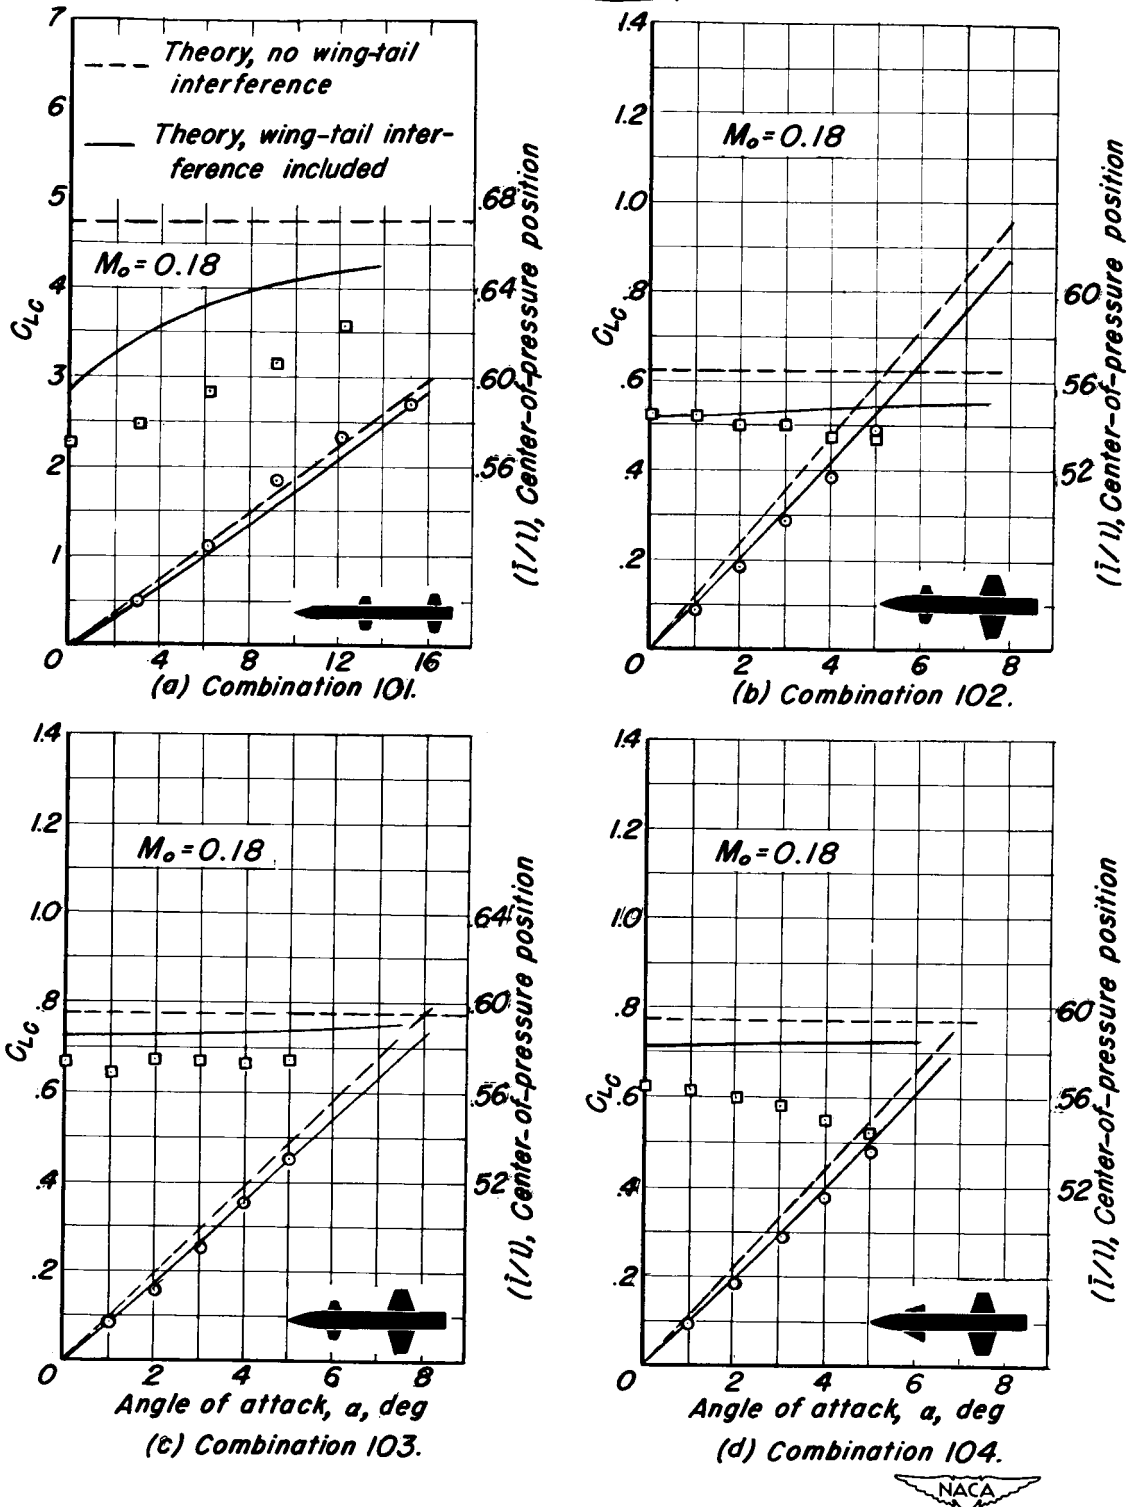 7
6
5
4
3
2
1
0
Theory, no wing-tail
interference
Theory, wing-tail inter-
ference included
M₀ = 0.18
C_LC
.68
.64
.60
.56
(l̄/l), Center-of-pressure position
4 8 12 16
(a) Combination 101.
1.4
1.2
1.0
.8
.6
.4
.2
0
M₀ = 0.18
C_LC
.60
.56
.52
(l̄/l), Center-of-pressure position
2 4 6 8
(b) Combination 102.
1.4
1.2
1.0
.8
.6
.4
.2
0
M₀ = 0.18
C_LC
.64
.60
.56
.52
(l̄/l), Center-of-pressure position
2 4 6 8
Angle of attack, α, deg
(c) Combination 103.
1.4
1.2
1.0
.8
.6
.4
.2
0
M₀ = 0.18
C_LC
.60
.56
.52
(l̄/l), Center-of-pressure position
2 4 6 8
Angle of attack, α, deg
(d) Combination 104.
NACA